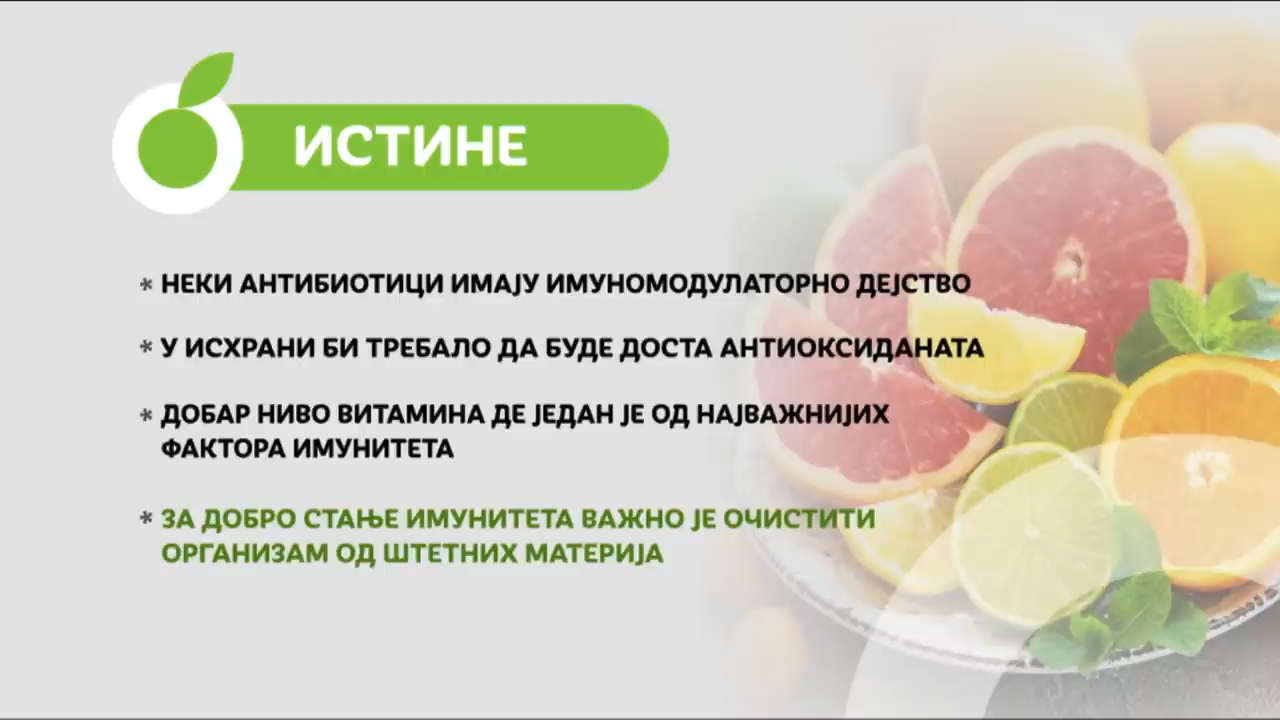 ИСТИНЕ
* НЕКИ АНТИБИОТИЦИ ИМАЈУ ИМУНОМОДУЛАТОРНО ДЕЈСТВО
* У ИСХРАНИ БИ ТРЕБАЛО ДА БУДЕ ДОСТА АНТИОКСИДАНАТА
* ДОБАР НИВО ВИТАМИНА ДЕ ЈЕДАН ЈЕ ОД НАЈВАЖНИЈИХ
ФАКТОРА ИМУНИТЕТА
* ЗА ДОБРО СТАЊЕ ИМУНИТЕТА ВАЖНО ЈЕ ОЧИСТИТИ
ОРГАНИЗАМ ОД ШТЕТНИХ МАТЕРИЈА